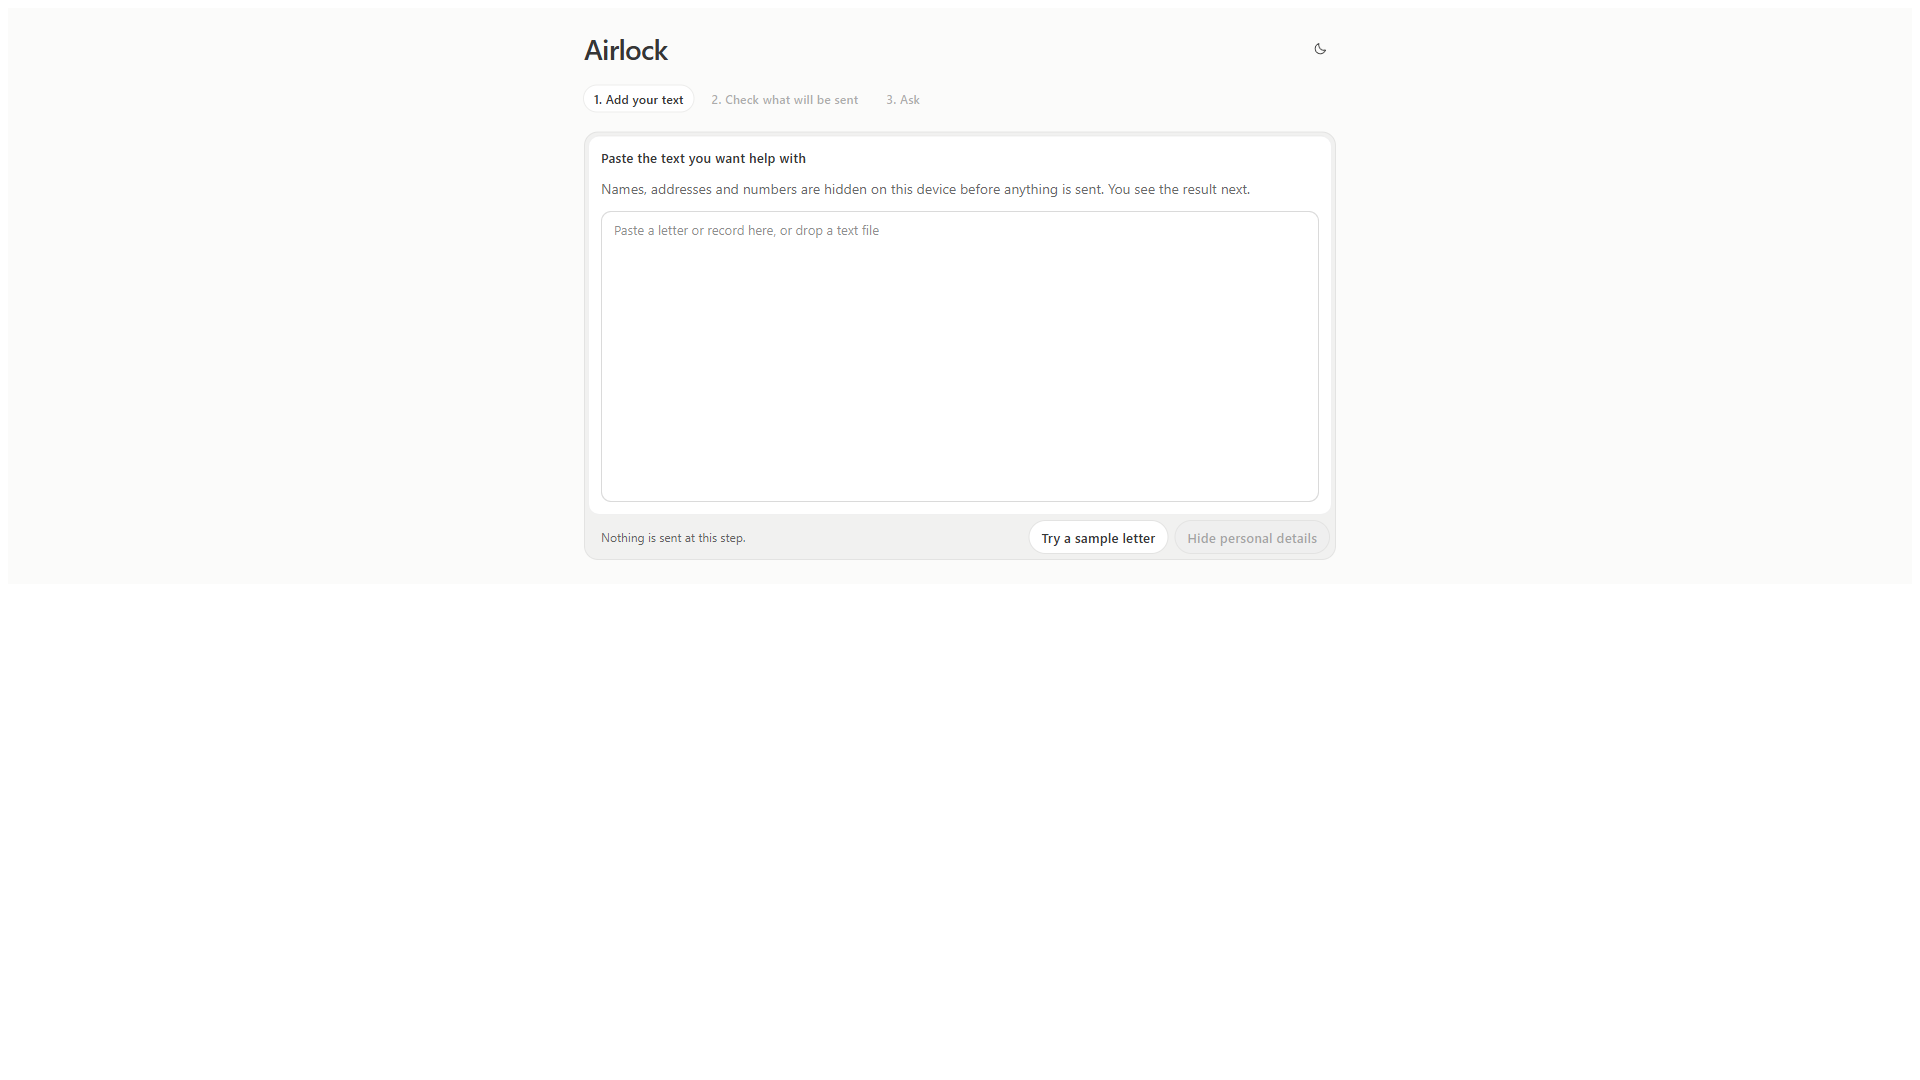 Airlock
1. Add your text
2. Check what will be sent
3. Ask
Paste the text you want help with
Names, addresses and numbers are hidden on this device before anything is sent. You see the result next.
Paste a letter or record here, or drop a text file
Nothing is sent at this step.
Try a sample letter
Hide personal details